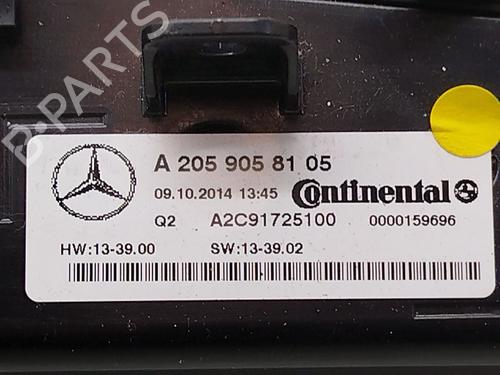 B-PARTS
A 205 905 81 05
09.10.2014 13:45 Continental
Q2 A2C91725100 0000159696
HW:13-39.00 SW:13-39.02